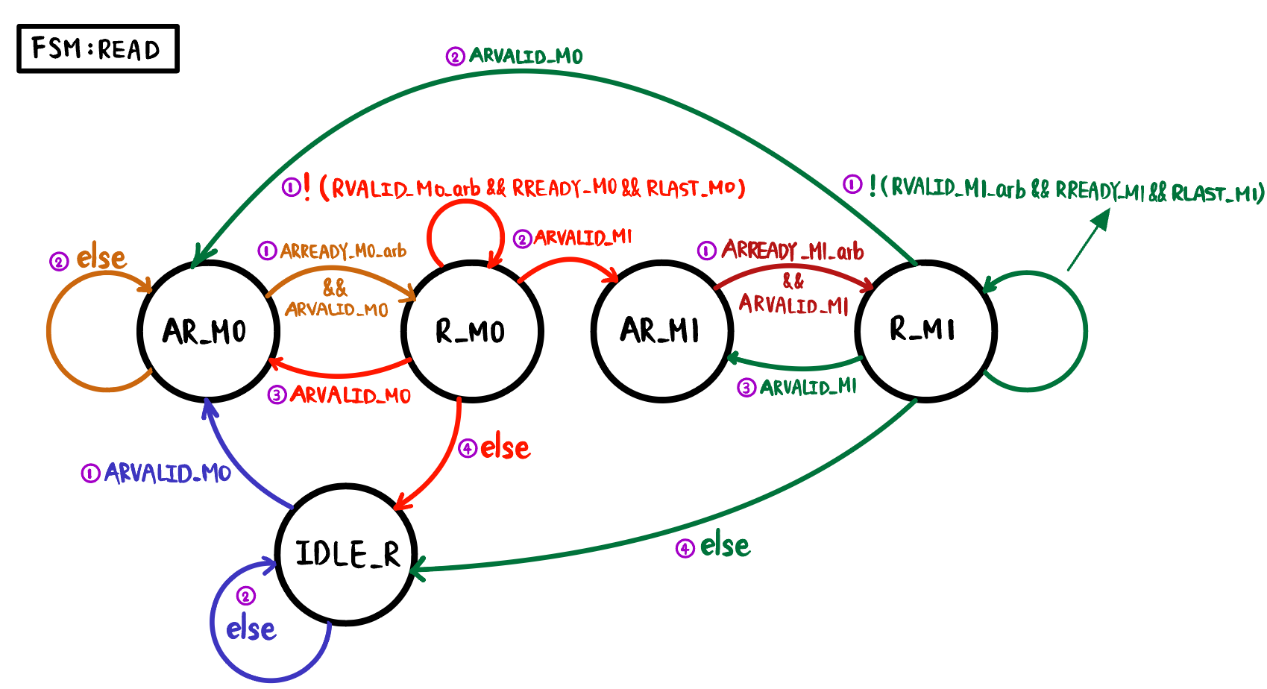 FSM:READ
② ARVALID_M0
① ! (RVALID_M0_arb && RREADY_M0 && RLAST_M0)
① !(RVALID_M1_arb && RREADY_M1 && RLAST_M1)
② else
① ARREADY_M0_arb
&&
ARVALID_M0
② ARVALID_M1
① ARREADY_M1_arb
&&
ARVALID_M1
AR_M0
R_M0
AR_M1
R_M1
③ ARVALID_M0
③ ARVALID_M1
④ else
① ARVALID_M0
IDLE_R
④ else
②
else